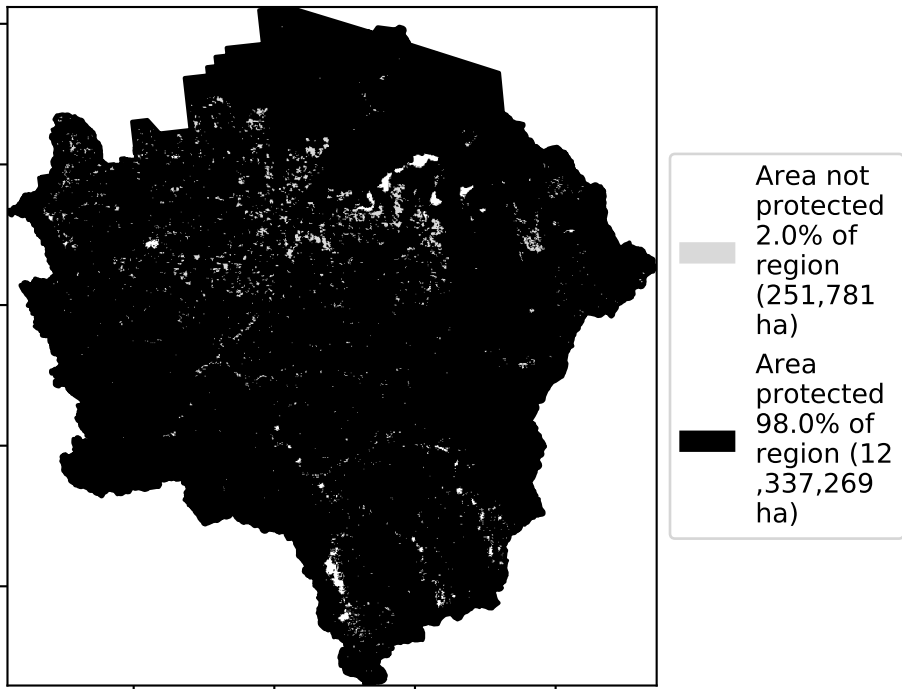 Area not
protected
2.0% of
region
(251,781
ha)
Area
protected
98.0% of
region (12
,337,269
ha)